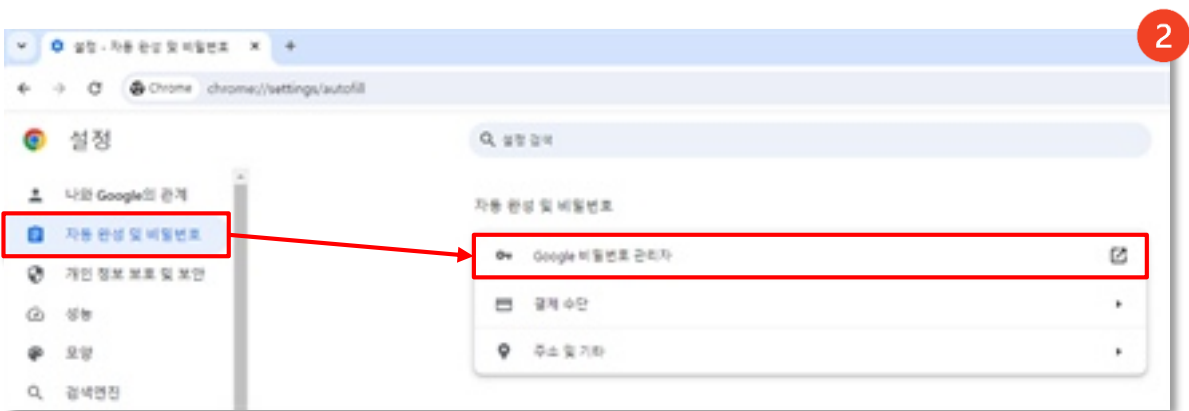 2
설정 - 자동 완성 및 비밀번호
Chrome chrome://settings/autofill
설정
설정 검색
나와 Google의 관계
자동 완성 및 비밀번호
개인 정보 보호 및 보안
성능
모양
검색엔진
자동 완성 및 비밀번호
Google 비밀번호 관리자
결제 수단
주소 및 기타